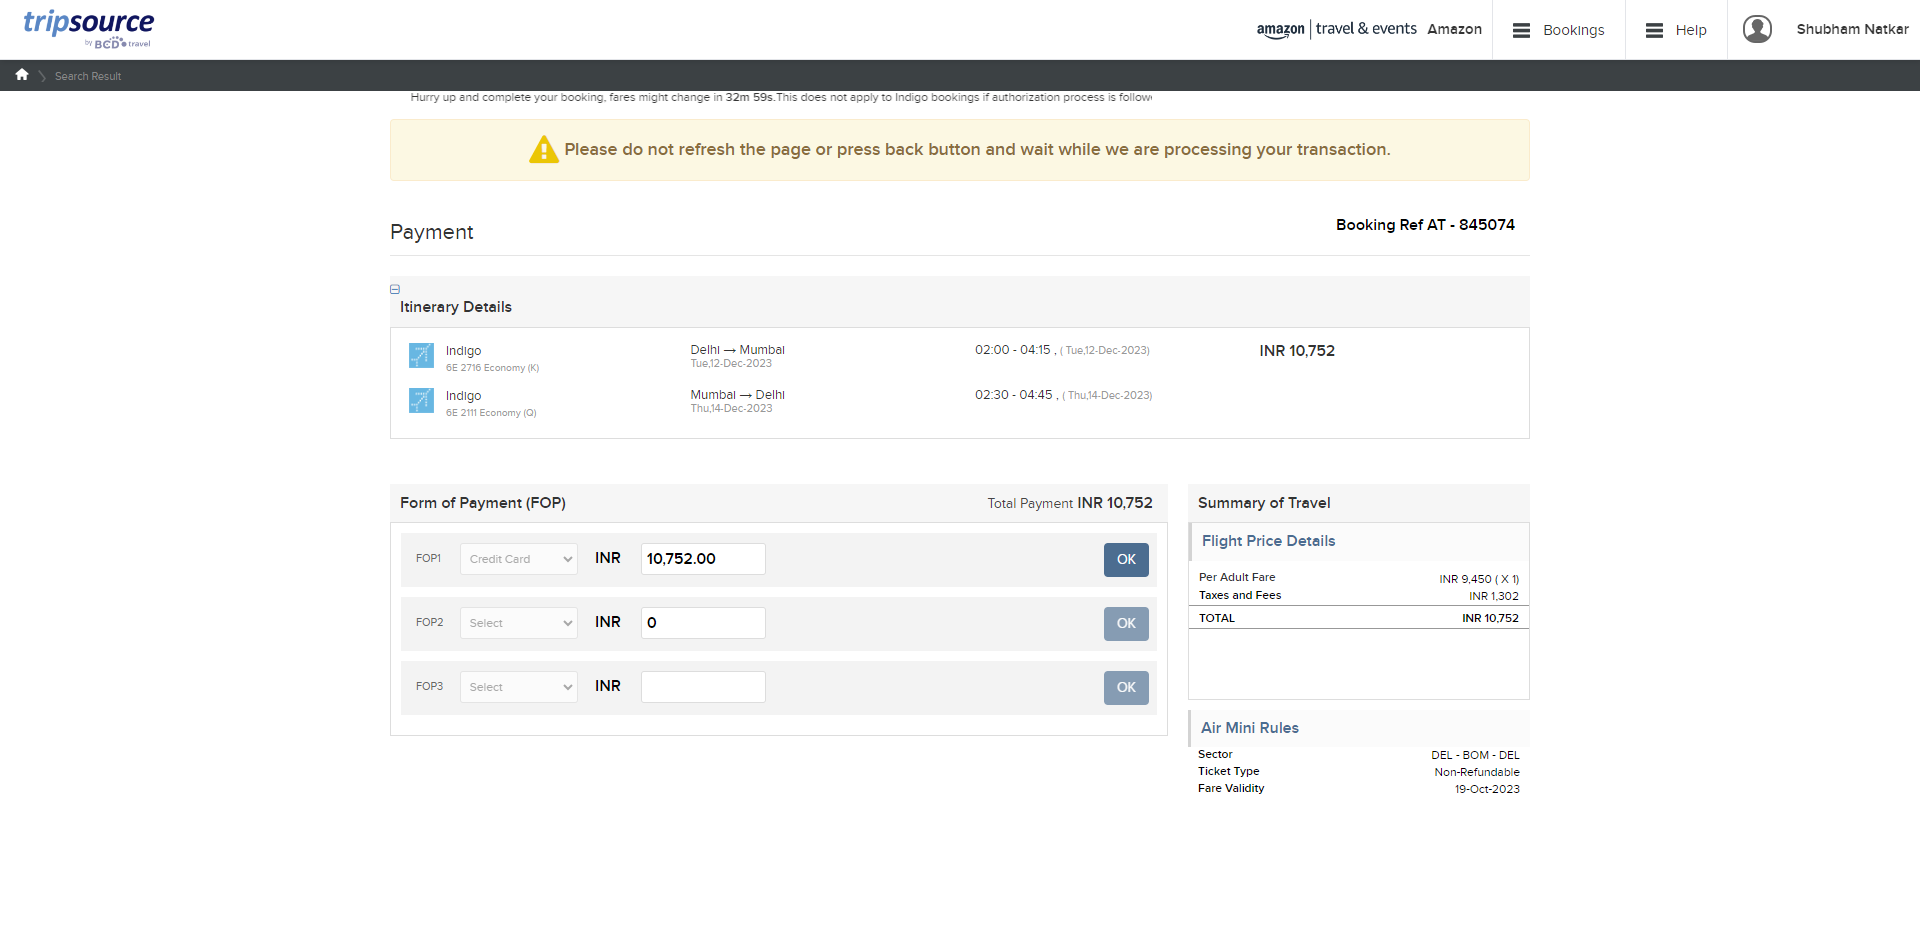 tripsource
by BCD travel
amazon | travel & events Amazon
Bookings
Help
Shubham Natkar
Search Result
Hurry up and complete your booking, fares might change in 32m 59s.This does not apply to Indigo bookings if authorization process is follow
Please do not refresh the page or press back button and wait while we are processing your transaction.
Payment
Booking Ref AT - 845074
Itinerary Details
Indigo
6E 2716 Economy (K)
Delhi → Mumbai
Tue,12-Dec-2023
02:00 - 04:15 , ( Tue,12-Dec-2023)
INR 10,752
Indigo
6E 2111 Economy (Q)
Mumbai → Delhi
Thu,14-Dec-2023
02:30 - 04:45 , ( Thu,14-Dec-2023)
Form of Payment (FOP)
Total Payment INR 10,752
FOP1 Credit Card INR 10,752.00 OK
FOP2 Select INR 0 OK
FOP3 Select INR OK
Summary of Travel
Flight Price Details
Per Adult Fare INR 9,450 ( X 1)
Taxes and Fees INR 1,302
TOTAL INR 10,752
Air Mini Rules
Sector DEL - BOM - DEL
Ticket Type Non-Refundable
Fare Validity 19-Oct-2023